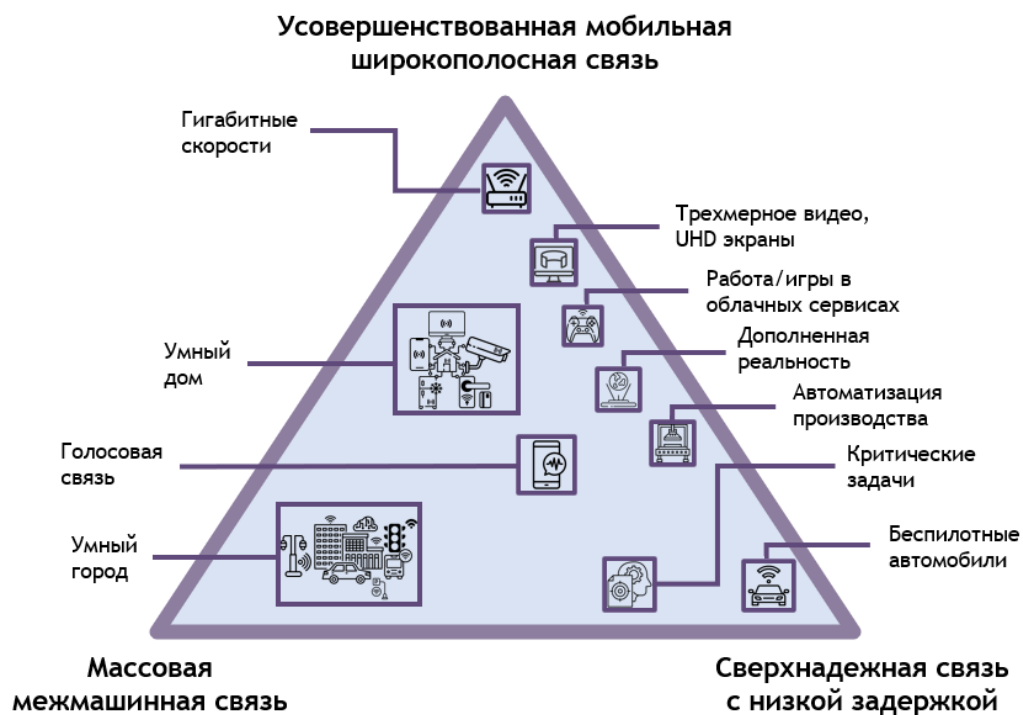 Усовершенствованная мобильная
широкополосная связь
Гигабитные
скорости
Трехмерное видео,
UHD экраны
Работа/игры в
облачных сервисах
Умный
дом
Дополненная
реальность
Автоматизация
производства
Голосовая
связь
Критические
задачи
Умный
город
Беспилотные
автомобили
Массовая
межмашинная связь
Сверхнадежная связь
с низкой задержкой